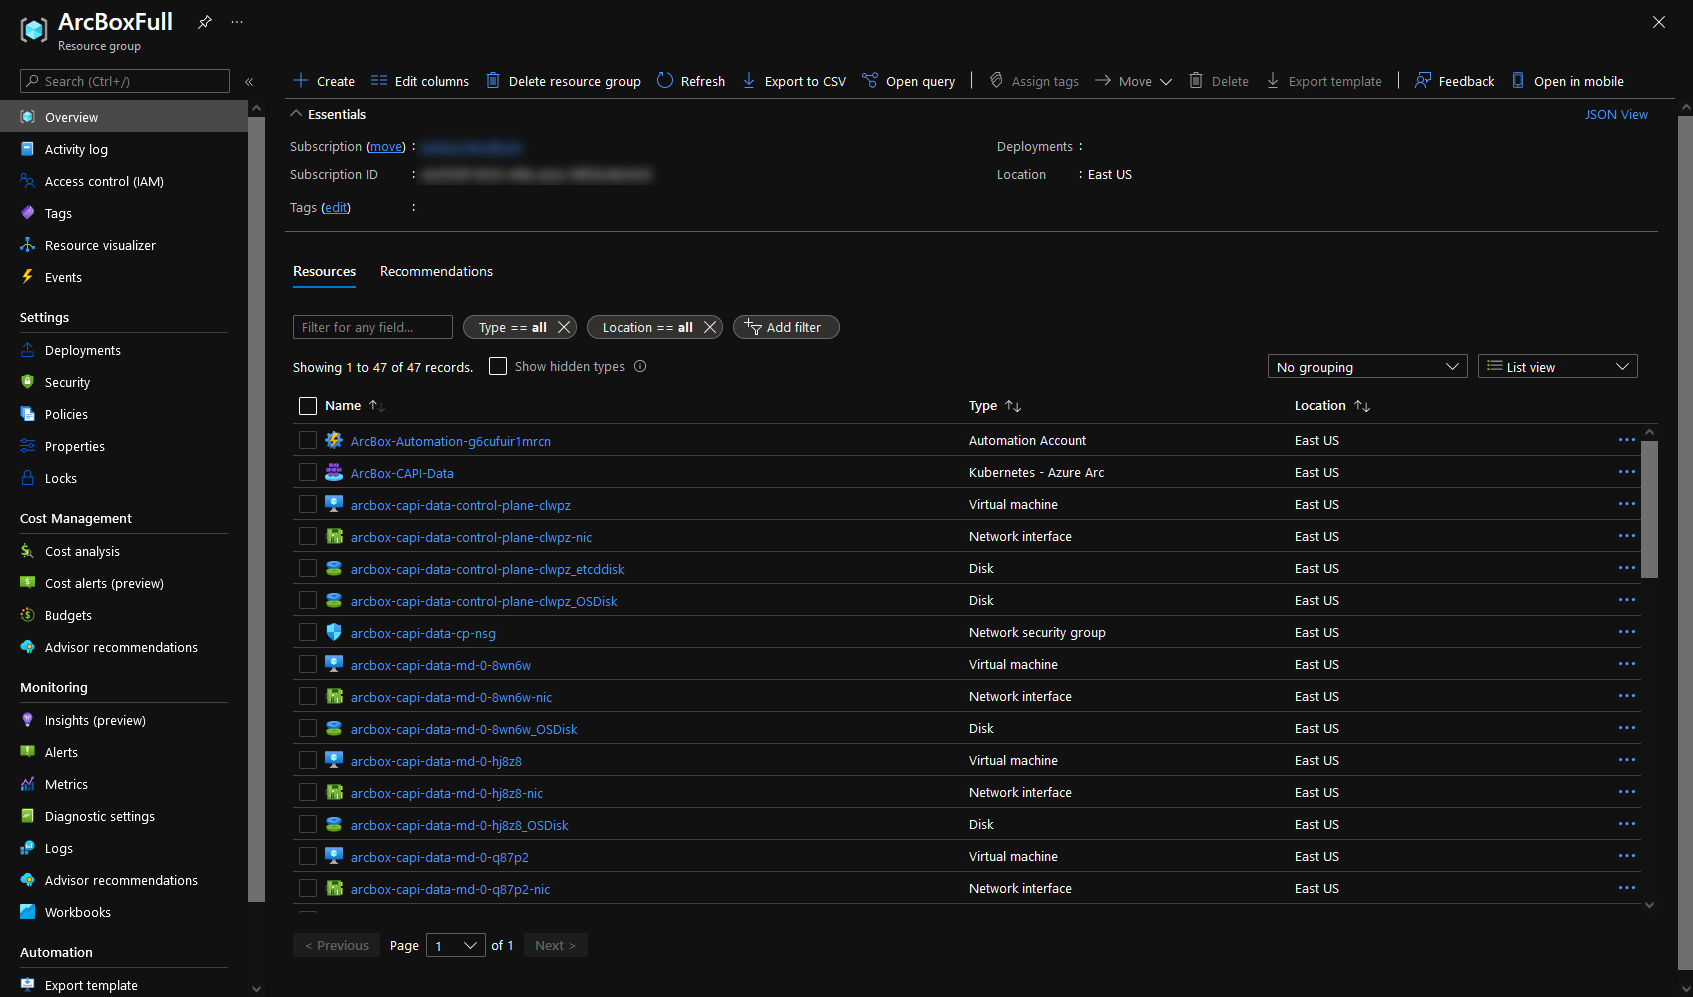 ArcBoxFull
Resource group
Search (Ctrl+/)
«
Create
Edit columns
Delete resource group
Refresh
Export to CSV
Open query
Assign tags
Move
Delete
Export template
Feedback
Open in mobile
Overview
Activity log
Access control (IAM)
Tags
Resource visualizer
Events
Settings
Deployments
Security
Policies
Properties
Locks
Cost Management
Cost analysis
Cost alerts (preview)
Budgets
Advisor recommendations
Monitoring
Insights (preview)
Alerts
Metrics
Diagnostic settings
Logs
Advisor recommendations
Workbooks
Automation
Export template
Essentials
JSON View
Subscription (move) :
Deployments :
Subscription ID :
Location : East US
Tags (edit) :
Resources Recommendations
Filter for any field...
Type == all
Location == all
Add filter
Showing 1 to 47 of 47 records.
Show hidden types
No grouping
List view
Name Type Location
ArcBox-Automation-g6cufuir1mrcn Automation Account East US
ArcBox-CAPI-Data Kubernetes - Azure Arc East US
arcbox-capi-data-control-plane-clwpz Virtual machine East US
arcbox-capi-data-control-plane-clwpz-nic Network interface East US
arcbox-capi-data-control-plane-clwpz_etcddisk Disk East US
arcbox-capi-data-control-plane-clwpz_OSDisk Disk East US
arcbox-capi-data-cp-nsg Network security group East US
arcbox-capi-data-md-0-8wn6w Virtual machine East US
arcbox-capi-data-md-0-8wn6w-nic Network interface East US
arcbox-capi-data-md-0-8wn6w_OSDisk Disk East US
arcbox-capi-data-md-0-hj8z8 Virtual machine East US
arcbox-capi-data-md-0-hj8z8-nic Network interface East US
arcbox-capi-data-md-0-hj8z8_OSDisk Disk East US
arcbox-capi-data-md-0-q87p2 Virtual machine East US
arcbox-capi-data-md-0-q87p2-nic Network interface East US
< Previous Page 1 of 1 Next >